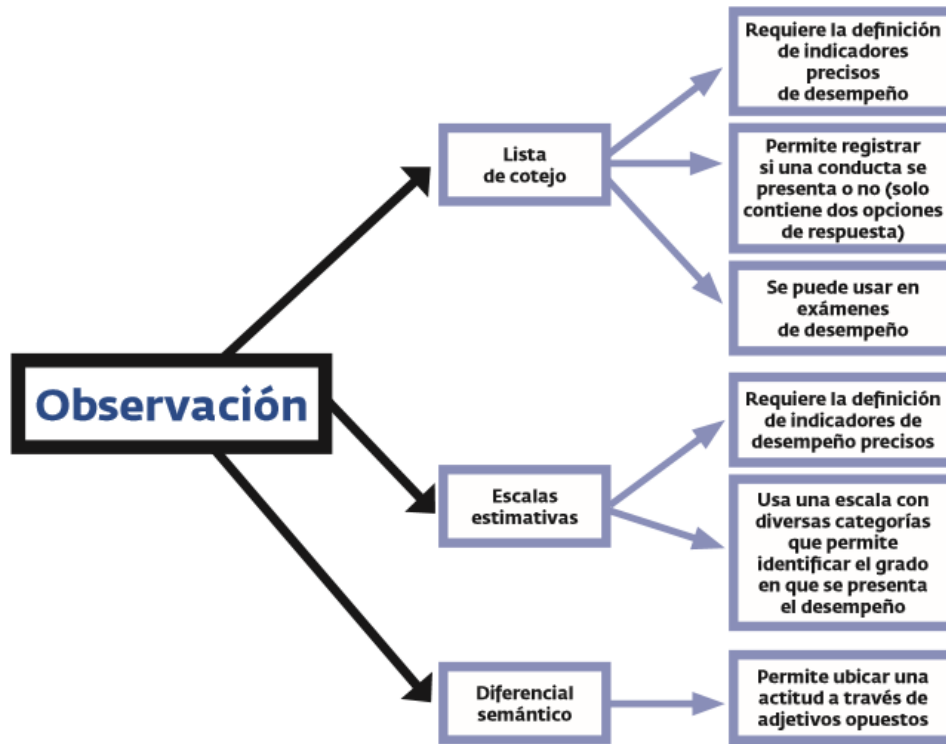 Observación
Lista
de cotejo
Requiere la definición
de indicadores
precisos
de desempeño
Permite registrar
si una conducta se
presenta o no (solo
contiene dos opciones
de respuesta)
Se puede usar en
exámenes
de desempeño
Escalas
estimativas
Requiere la definición
de indicadores de
desempeño precisos
Usa una escala con
diversas categorías
que permite
identificar el grado
en que se presenta
el desempeño
Diferencial
semántico
Permite ubicar una
actitud a través de
adjetivos opuestos